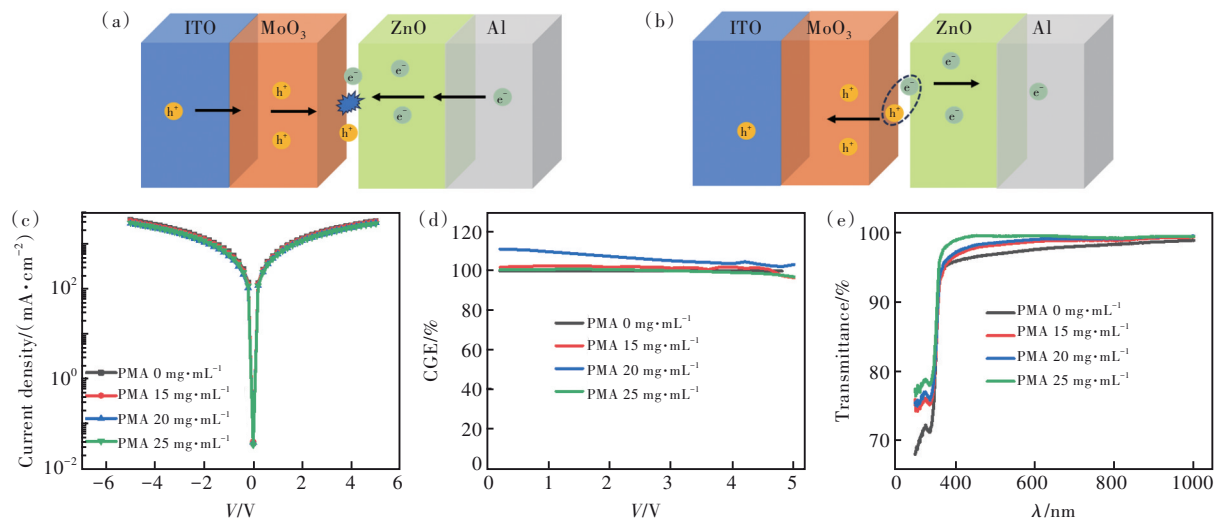 (a)
ITO MoO₃ ZnO Al
h⁺ h⁺ h⁺ h⁺ e⁻ e⁻ e⁻ e⁻
(b)
ITO MoO₃ ZnO Al
h⁺ h⁺ h⁺ h⁺ e⁻ e⁻ e⁻ e⁻
(c)
Current density/(mA·cm⁻²)
10² 10⁰ 10⁻²
PMA 0 mg·mL⁻¹
PMA 15 mg·mL⁻¹
PMA 20 mg·mL⁻¹
PMA 25 mg·mL⁻¹
−6 −4 −2 0 2 4 6
V/V
(d)
CGE/%
120 100 80 60 40 20 0
PMA 0 mg·mL⁻¹
PMA 15 mg·mL⁻¹
PMA 20 mg·mL⁻¹
PMA 25 mg·mL⁻¹
0 1 2 3 4 5
V/V
(e)
Transmittance/%
100 90 80 70
PMA 0 mg·mL⁻¹
PMA 15 mg·mL⁻¹
PMA 20 mg·mL⁻¹
PMA 25 mg·mL⁻¹
400 600 800 1000
λ/nm